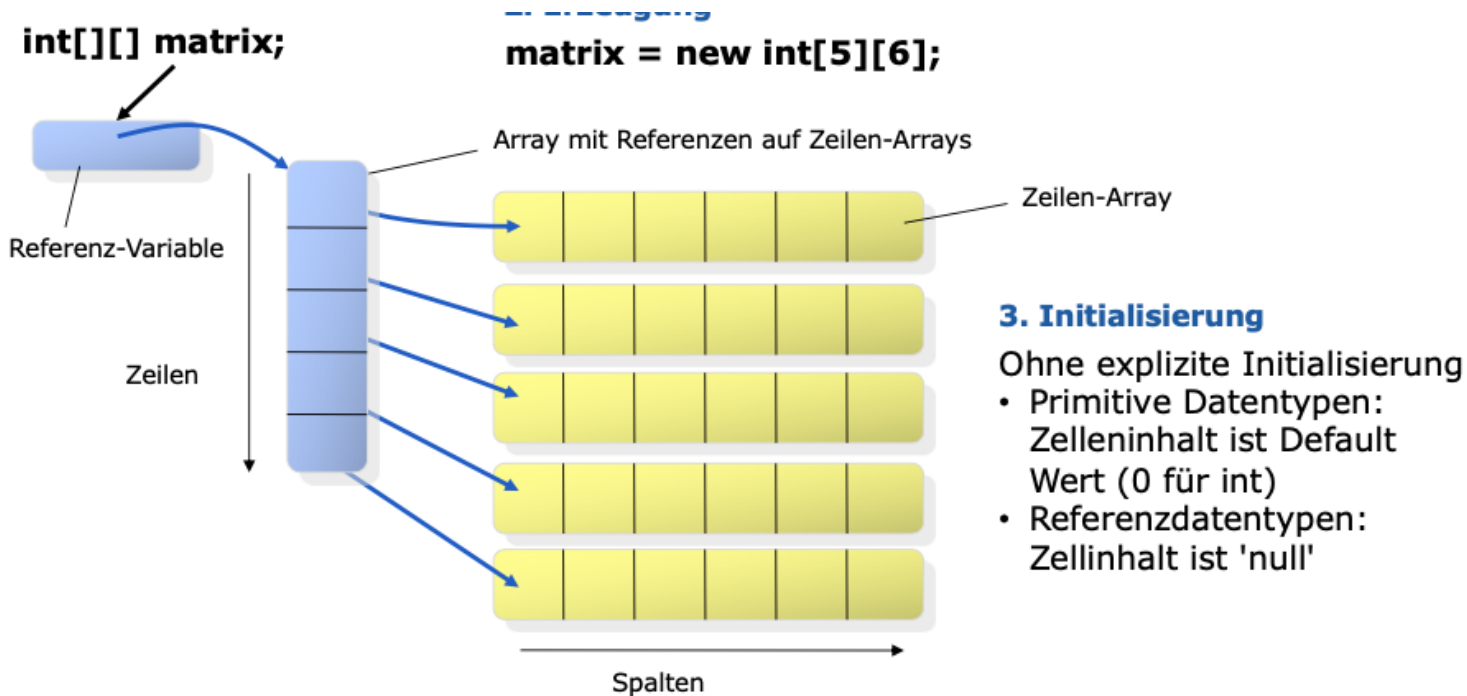 int[][] matrix;
matrix = new int[5][6];
Array mit Referenzen auf Zeilen-Arrays
Zeilen-Array
Referenz-Variable
Zeilen
3. Initialisierung
Ohne explizite Initialisierung
• Primitive Datentypen:
Zelleninhalt ist Default
Wert (0 für int)
• Referenzdatentypen:
Zellinhalt ist 'null'
Spalten